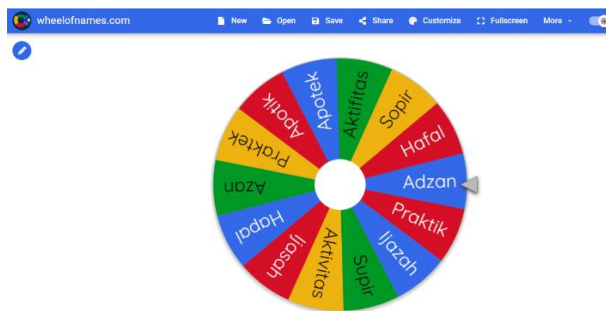 wheelofnames.com New Open Save Share Customize Fullscreen More
Adzan
Praktik
Ijazah
Supir
Aktivitas
Ijasah
Hapal
Azan
Praktek
Apotik
Apotek
Aktifitas
Sopir
Hafal